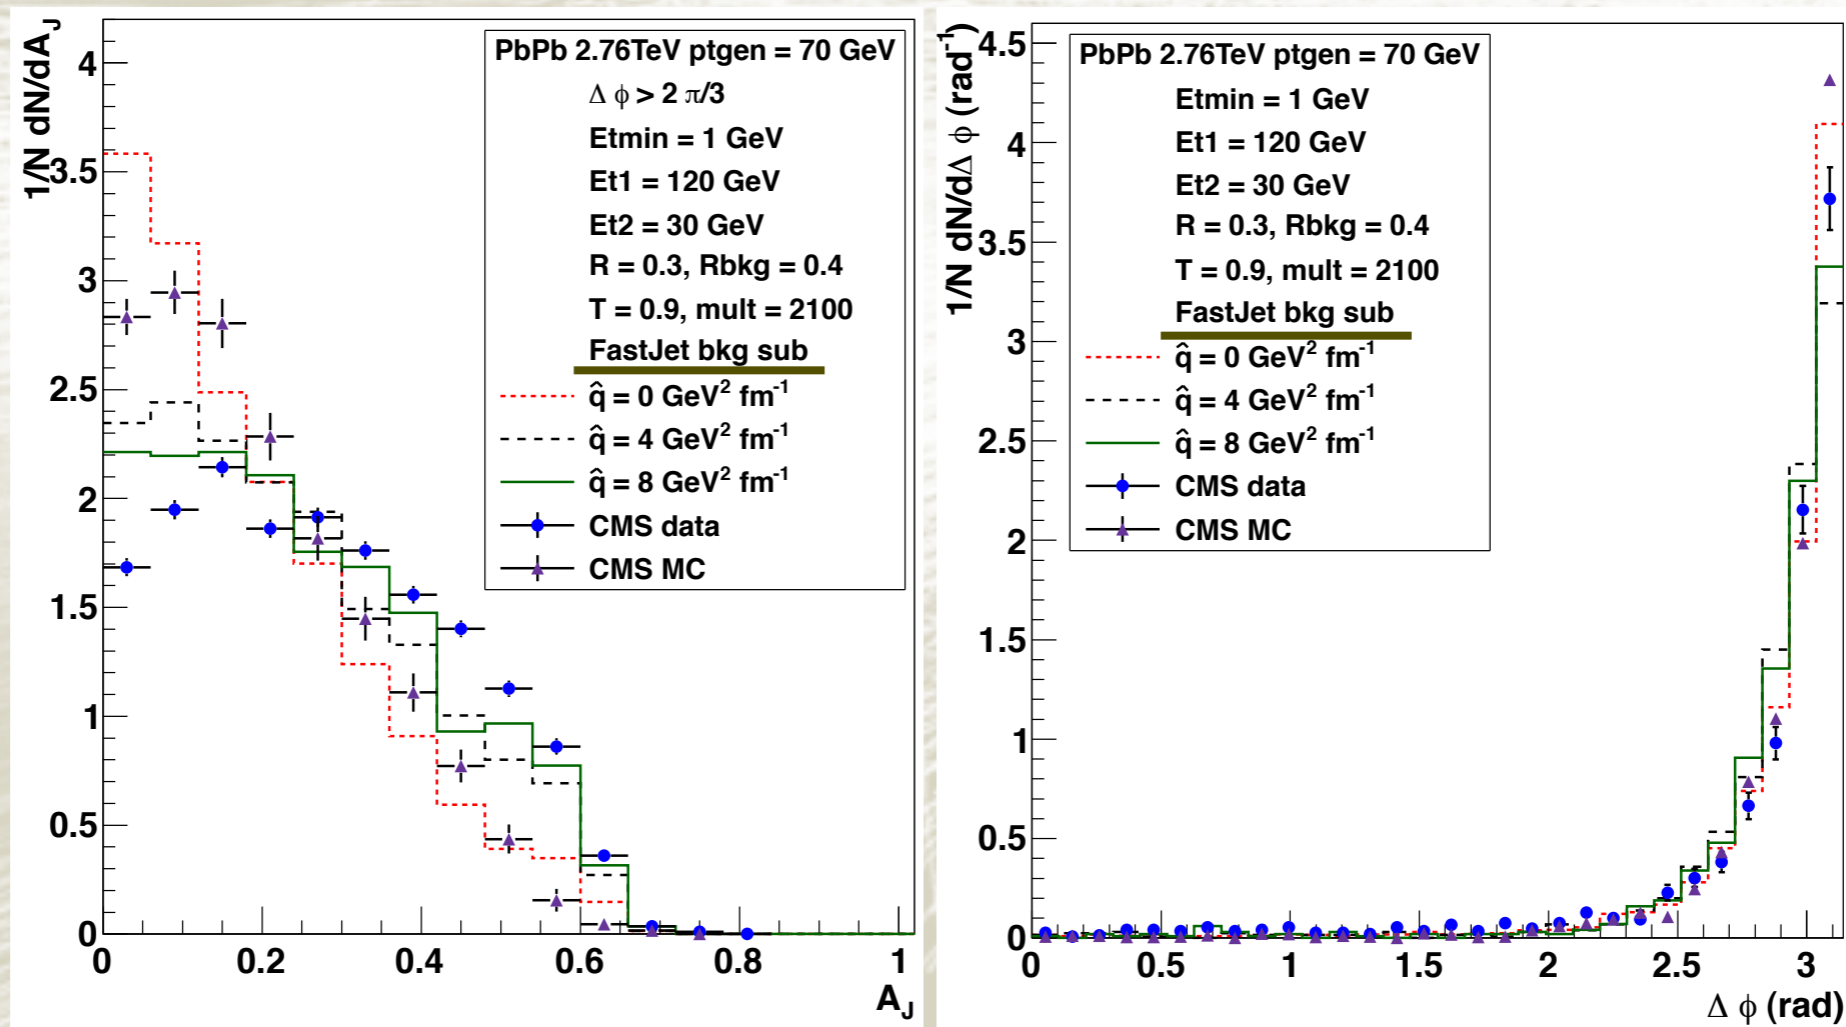 1/N dN/dA_J
4
3.5
3
2.5
2
1.5
1
0.5
0
PbPb 2.76TeV ptgen = 70 GeV
Δ ϕ > 2 π/3
Etmin = 1 GeV
Et1 = 120 GeV
Et2 = 30 GeV
R = 0.3, Rbkg = 0.4
T = 0.9, mult = 2100
FastJet bkg sub
q̂ = 0 GeV² fm⁻¹
q̂ = 4 GeV² fm⁻¹
q̂ = 8 GeV² fm⁻¹
CMS data
CMS MC
0 0.2 0.4 0.6 0.8 1
A_J
1/N dN/dΔ ϕ (rad⁻¹)
4.5
4
3.5
3
2.5
2
1.5
1
0.5
0
PbPb 2.76TeV ptgen = 70 GeV
Etmin = 1 GeV
Et1 = 120 GeV
Et2 = 30 GeV
R = 0.3, Rbkg = 0.4
T = 0.9, mult = 2100
FastJet bkg sub
q̂ = 0 GeV² fm⁻¹
q̂ = 4 GeV² fm⁻¹
q̂ = 8 GeV² fm⁻¹
CMS data
CMS MC
0 0.5 1 1.5 2 2.5 3
Δ ϕ (rad)